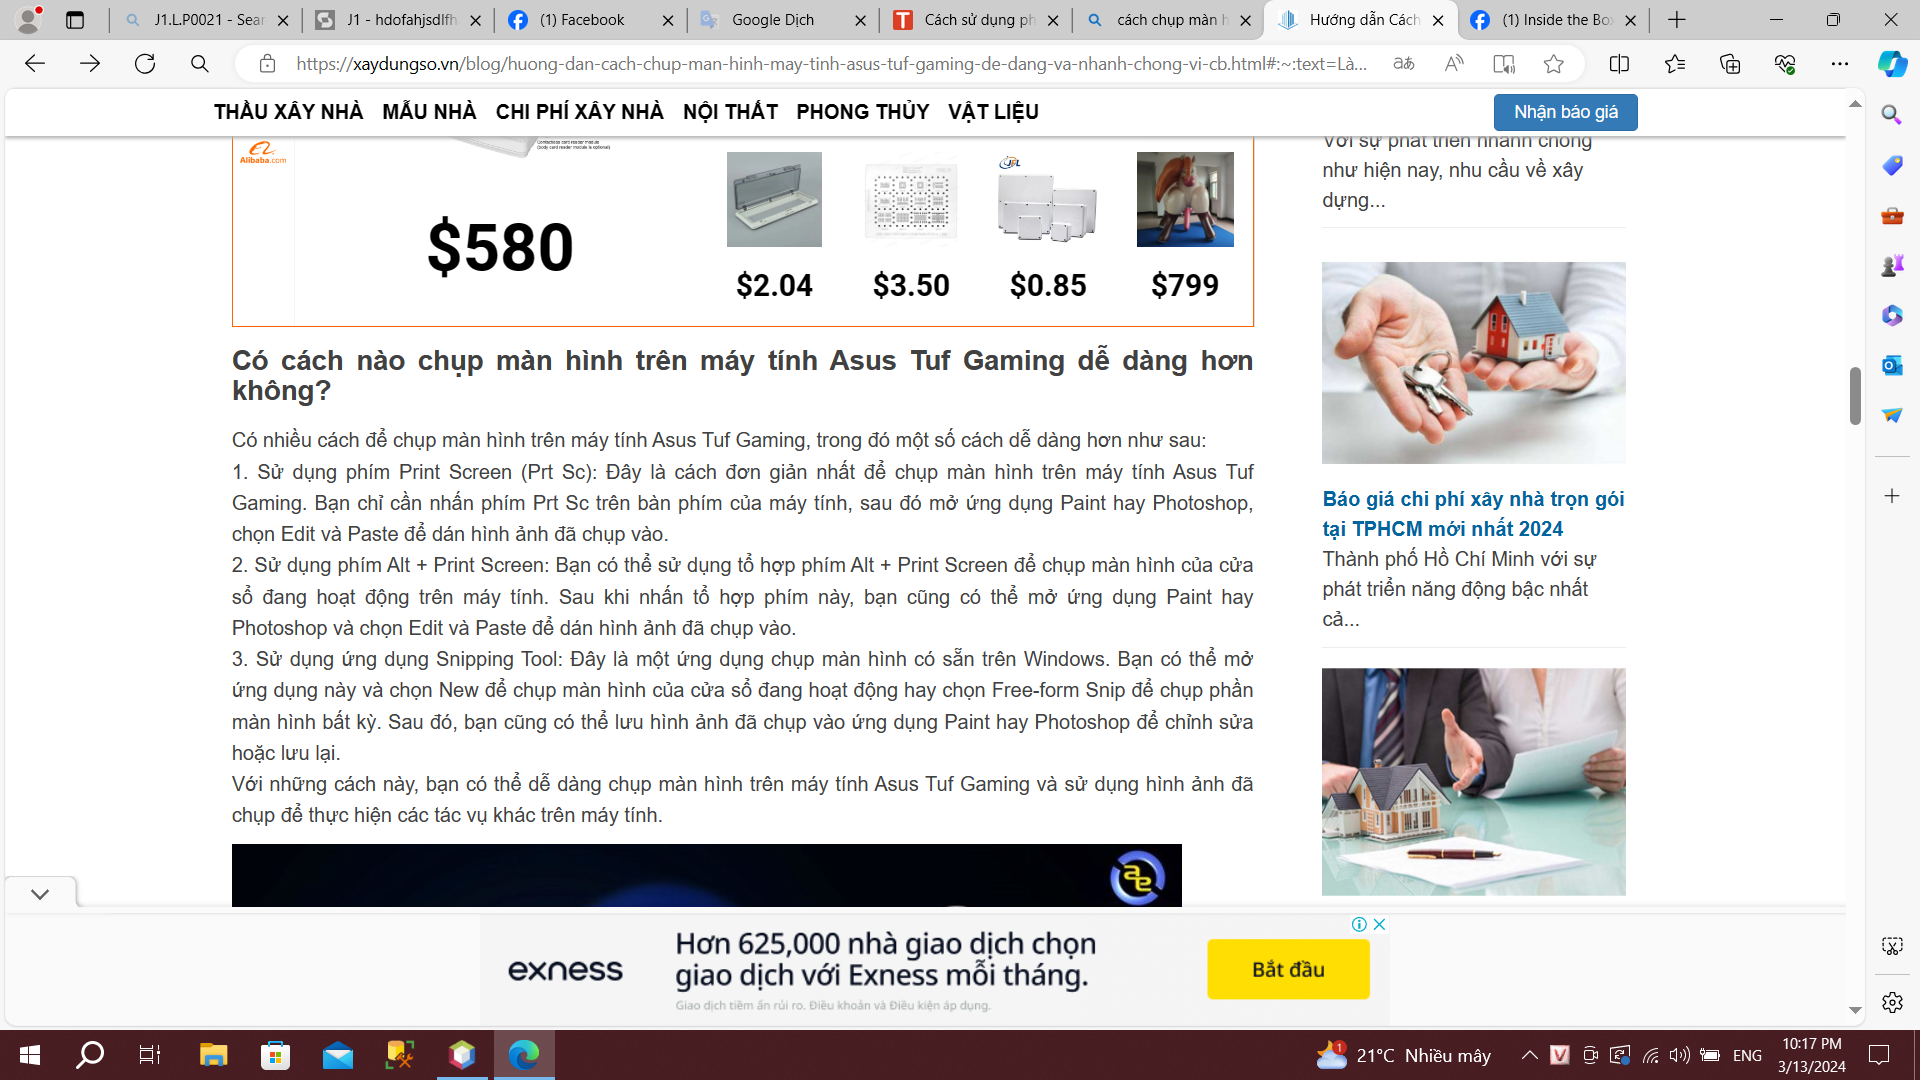 J1.L.P0021 - Sear
J1 - hdofahjsdlfh
(1) Facebook
Google Dịch
Cách sử dụng ph
cách chụp màn h
Hướng dẫn Cách
(1) Inside the Bo
https://xaydungso.vn/blog/huong-dan-cach-chup-man-hinh-may-tinh-asus-tuf-gaming-de-dang-va-nhanh-chong-vi-cb.html#:~:text=Là...
THẦU XÂY NHÀ MẪU NHÀ CHI PHÍ XÂY NHÀ NỘI THẤT PHONG THỦY VẬT LIỆU
Nhận báo giá
Alibaba.com
Contactless card reader module
(body card reader module is optional)
JFL
$580
$2.04
$3.50
$0.85
$799
Có cách nào chụp màn hình trên máy tính Asus Tuf Gaming dễ dàng hơn
không?
Có nhiều cách để chụp màn hình trên máy tính Asus Tuf Gaming, trong đó một số cách dễ dàng hơn như sau:
1. Sử dụng phím Print Screen (Prt Sc): Đây là cách đơn giản nhất để chụp màn hình trên máy tính Asus Tuf
Gaming. Bạn chỉ cần nhấn phím Prt Sc trên bàn phím của máy tính, sau đó mở ứng dụng Paint hay Photoshop,
chọn Edit và Paste để dán hình ảnh đã chụp vào.
2. Sử dụng phím Alt + Print Screen: Bạn có thể sử dụng tổ hợp phím Alt + Print Screen để chụp màn hình của cửa
sổ đang hoạt động trên máy tính. Sau khi nhấn tổ hợp phím này, bạn cũng có thể mở ứng dụng Paint hay
Photoshop và chọn Edit và Paste để dán hình ảnh đã chụp vào.
3. Sử dụng ứng dụng Snipping Tool: Đây là một ứng dụng chụp màn hình có sẵn trên Windows. Bạn có thể mở
ứng dụng này và chọn New để chụp màn hình của cửa sổ đang hoạt động hay chọn Free-form Snip để chụp phần
màn hình bất kỳ. Sau đó, bạn cũng có thể lưu hình ảnh đã chụp vào ứng dụng Paint hay Photoshop để chỉnh sửa
hoặc lưu lại.
Với những cách này, bạn có thể dễ dàng chụp màn hình trên máy tính Asus Tuf Gaming và sử dụng hình ảnh đã
chụp để thực hiện các tác vụ khác trên máy tính.
Với sự phát triển nhanh chóng
như hiện nay, nhu cầu về xây
dựng...
Báo giá chi phí xây nhà trọn gói
tại TPHCM mới nhất 2024
Thành phố Hồ Chí Minh với sự
phát triển năng động bậc nhất
cả...
exness
Hơn 625,000 nhà giao dịch chọn
giao dịch với Exness mỗi tháng.
Giao dịch tiềm ẩn rủi ro. Điều khoản và Điều kiện áp dụng.
Bắt đầu
1
21°C Nhiều mây
V
ENG
10:17 PM
3/13/2024